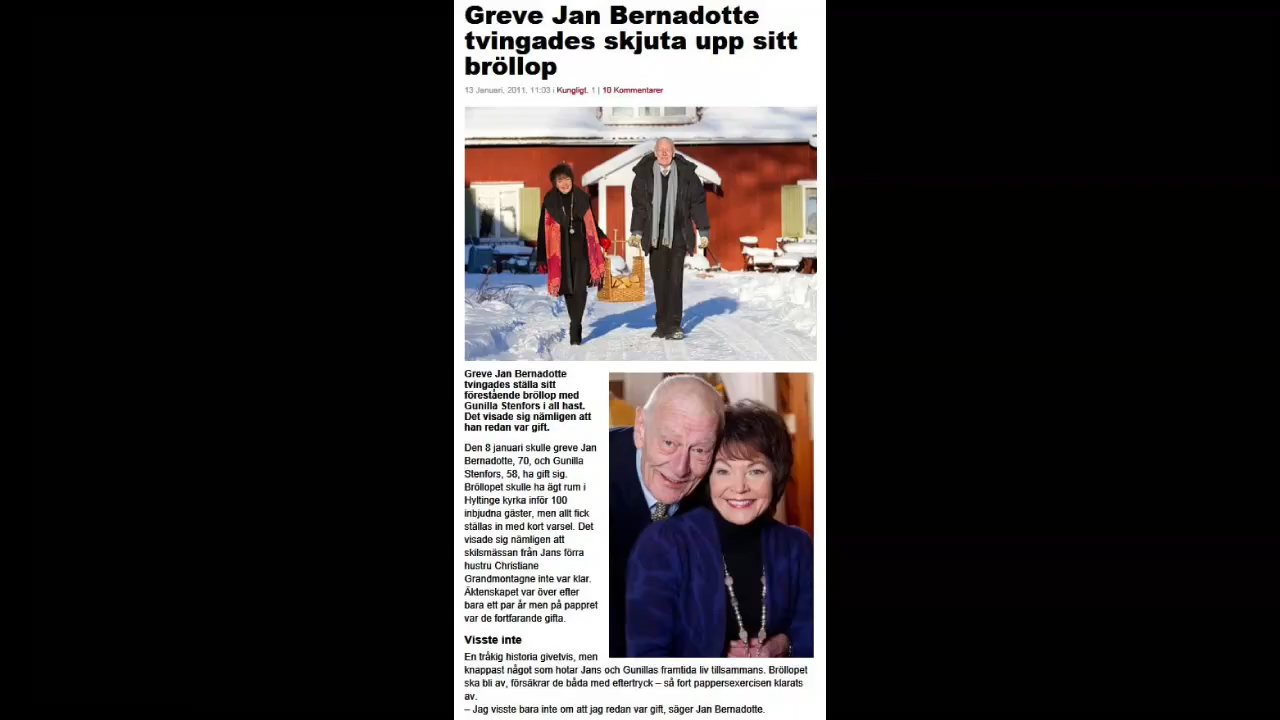 Greve Jan Bernadotte
tvingades skjuta upp sitt
bröllop
13 Januari, 2011, 11:03 i Kungligt, 1 | 10 Kommentarer
Greve Jan Bernadotte
tvingades ställa sitt
förestående bröllop med
Gunilla Stenfors i all hast.
Det visade sig nämligen att
han redan var gift.
Den 8 januari skulle greve Jan
Bernadotte, 70, och Gunilla
Stenfors, 58, ha gift sig.
Bröllopet skulle ha ägt rum i
Hyltinge kyrka inför 100
inbjudna gäster, men allt fick
ställas in med kort varsel. Det
visade sig nämligen att
skilsmässan från Jans förra
hustru Christiane
Grandmontagne inte var klar.
Äktenskapet var över efter
bara ett par år men på pappret
var de fortfarande gifta.
Visste inte
En tråkig historia givetvis, men
knappast något som hotar Jans och Gunillas framtida liv tillsammans. Bröllopet
ska bli av, försäkrar de båda med eftertryck – så fort pappersexercisen klarats
av.
– Jag visste bara inte om att jag redan var gift, säger Jan Bernadotte.